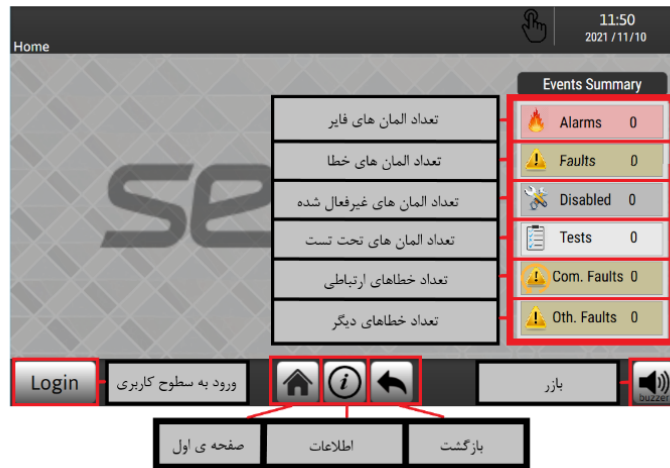 11:50
2021/11/10
Home
Events Summary
تعداد المان های فایر
Alarms 0
تعداد المان های خطا
Faults 0
تعداد المان های غیرفعال شده
Disabled 0
تعداد المان های تحت تست
Tests 0
تعداد خطاهای ارتباطی
Com. Faults 0
تعداد خطاهای دیگر
Oth. Faults 0
Login
ورود به سطوح کاربری
i
بازر
buzzer
صفحه ی اول
اطلاعات
بازگشت